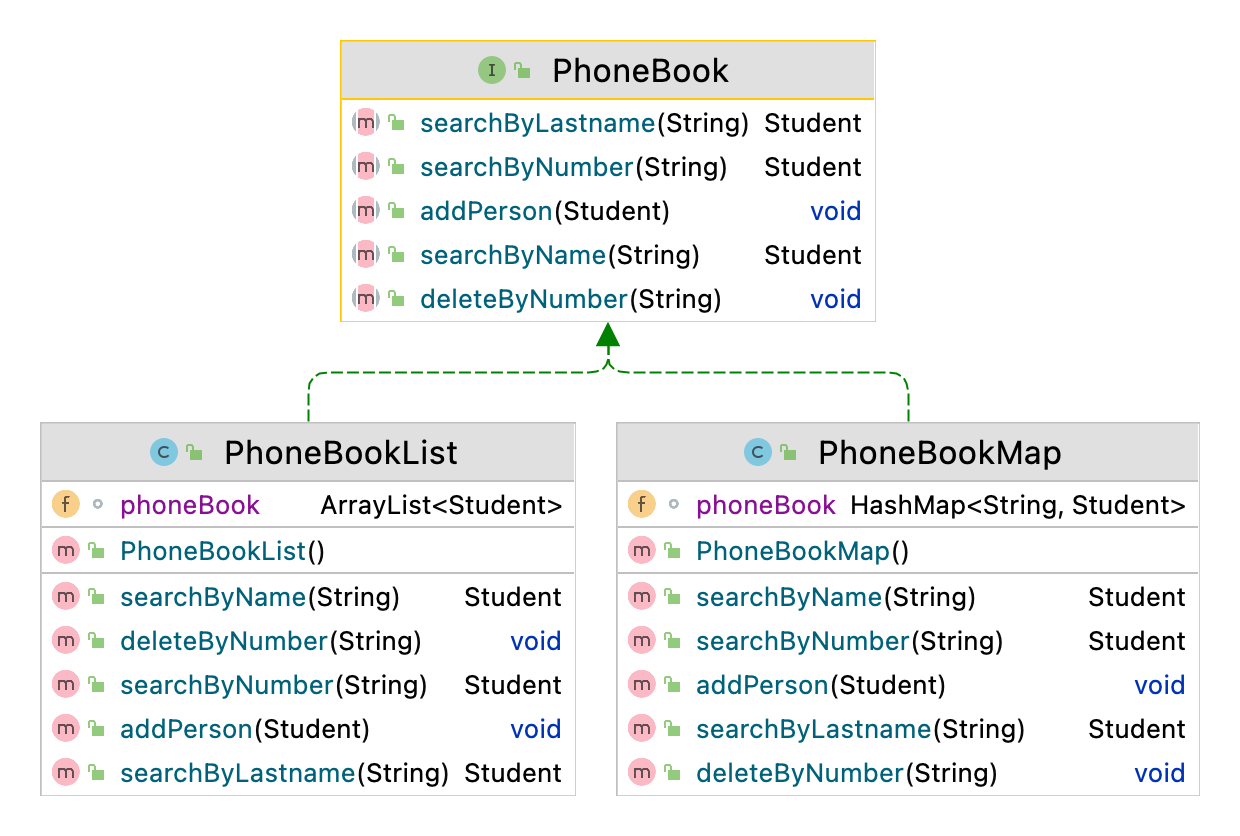 I PhoneBook
m searchByLastname(String) Student
m searchByNumber(String) Student
m addPerson(Student) void
m searchByName(String) Student
m deleteByNumber(String) void
C PhoneBookList
f phoneBook ArrayList<Student>
m PhoneBookList()
m searchByName(String) Student
m deleteByNumber(String) void
m searchByNumber(String) Student
m addPerson(Student) void
m searchByLastname(String) Student
C PhoneBookMap
f phoneBook HashMap<String, Student>
m PhoneBookMap()
m searchByName(String) Student
m searchByNumber(String) Student
m addPerson(Student) void
m searchByLastname(String) Student
m deleteByNumber(String) void